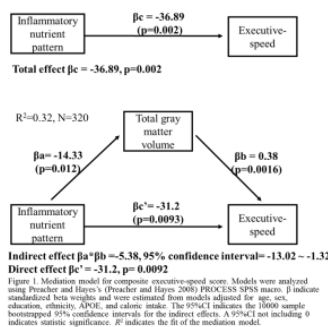 Inflammatory
nutrient
pattern
βc = -36.89
(p=0.002)
Executive-
speed
Total effect βc = -36.89, p=0.002
R²=0.32, N=320
Total gray
matter
volume
βa= -14.33
(p=0.012)
βb = 0.38
(p=0.0016)
Inflammatory
nutrient
pattern
βc'= -31.2
(p=0.0093)
Executive-
speed
Indirect effect βa*βb =-5.38, 95% confidence interval= -13.02 ~ -1.32
Direct effect βc' = -31.2, p= 0.0092
Figure 1. Mediation model for composite executive-speed score. Models were analyzed
using Preacher and Hayes's (Preacher and Hayes 2008) PROCESS SPSS macro. β indicate
standardized beta weights and were estimated from models adjusted for age, sex,
education, ethnicity, APOE, and caloric intake. The 95%CI indicates the 10000 sample
bootstrapped 95% confidence intervals for the indirect effects. A 95%CI not including 0
indicates statistic significance. R² indicates the fit of the mediation model.